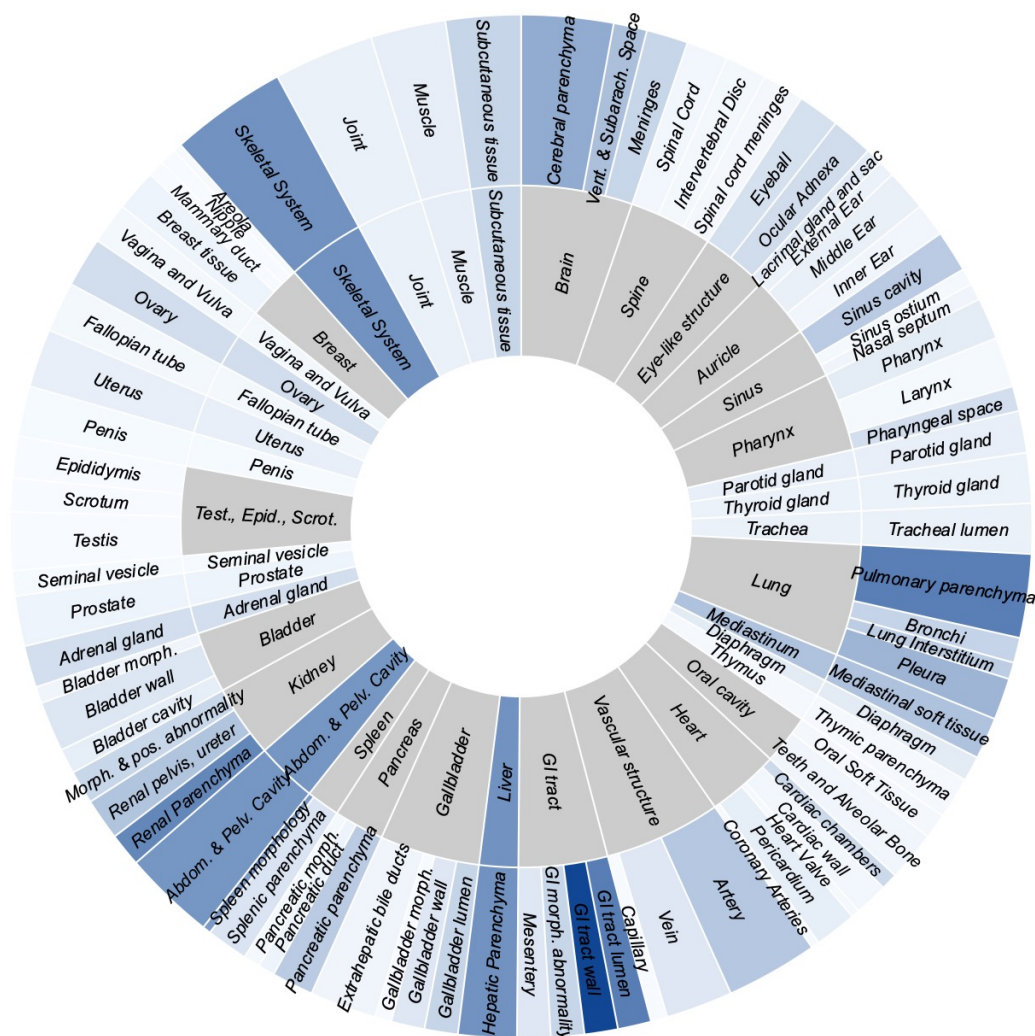 Cerebral parenchyma
Vent. & Subarach. Space
Meninges
Spinal Cord
Intervertebral Disc
Spinal cord meninges
Eyeball
Ocular Adnexa
Lacrimal gland and sac
External Ear
Middle Ear
Inner Ear
Sinus cavity
Sinus ostium
Nasal septum
Pharynx
Larynx
Pharyngeal space
Parotid gland
Thyroid gland
Tracheal lumen
Pulmonary parenchyma
Bronchi
Lung Interstitium
Pleura
Mediastinal soft tissue
Diaphragm
Thymic parenchyma
Oral Soft Tissue
Teeth and Alveolar Bone
Cardiac chambers
Cardiac wall
Heart Valve
Pericardium
Coronary Arteries
Artery
Vein
Capillary
GI tract lumen
GI tract wall
GI morph. abnormality
Mesentery
Hepatic Parenchyma
Gallbladder lumen
Gallbladder wall
Gallbladder morph.
Extrahepatic bile ducts
Pancreatic parenchyma
Pancreatic duct
Pancreatic morph.
Splenic parenchyma
Spleen morphology
Abdom. & Pelv. Cavity
Renal Parenchyma
Renal pelvis, ureter
Morph. & pos. abnormality
Bladder cavity
Bladder wall
Bladder morph.
Adrenal gland
Prostate
Seminal vesicle
Testis
Scrotum
Epididymis
Penis
Uterus
Fallopian tube
Ovary
Vagina and Vulva
Breast tissue
Mammary duct
Nipple
Areola
Skeletal System
Joint
Muscle
Subcutaneous tissue
Brain
Spine
Eye-like structure
Auricle
Sinus
Pharynx
Parotid gland
Thyroid gland
Trachea
Lung
Mediastinum
Diaphragm
Thymus
Oral cavity
Heart
Vascular structure
GI tract
Liver
Gallbladder
Pancreas
Spleen
Abdom. & Pelv. Cavity
Kidney
Bladder
Adrenal gland
Prostate
Seminal vesicle
Test., Epid., Scrot.
Penis
Uterus
Fallopian tube
Ovary
Vagina and Vulva
Breast
Skeletal System
Joint
Muscle
Subcutaneous tissue